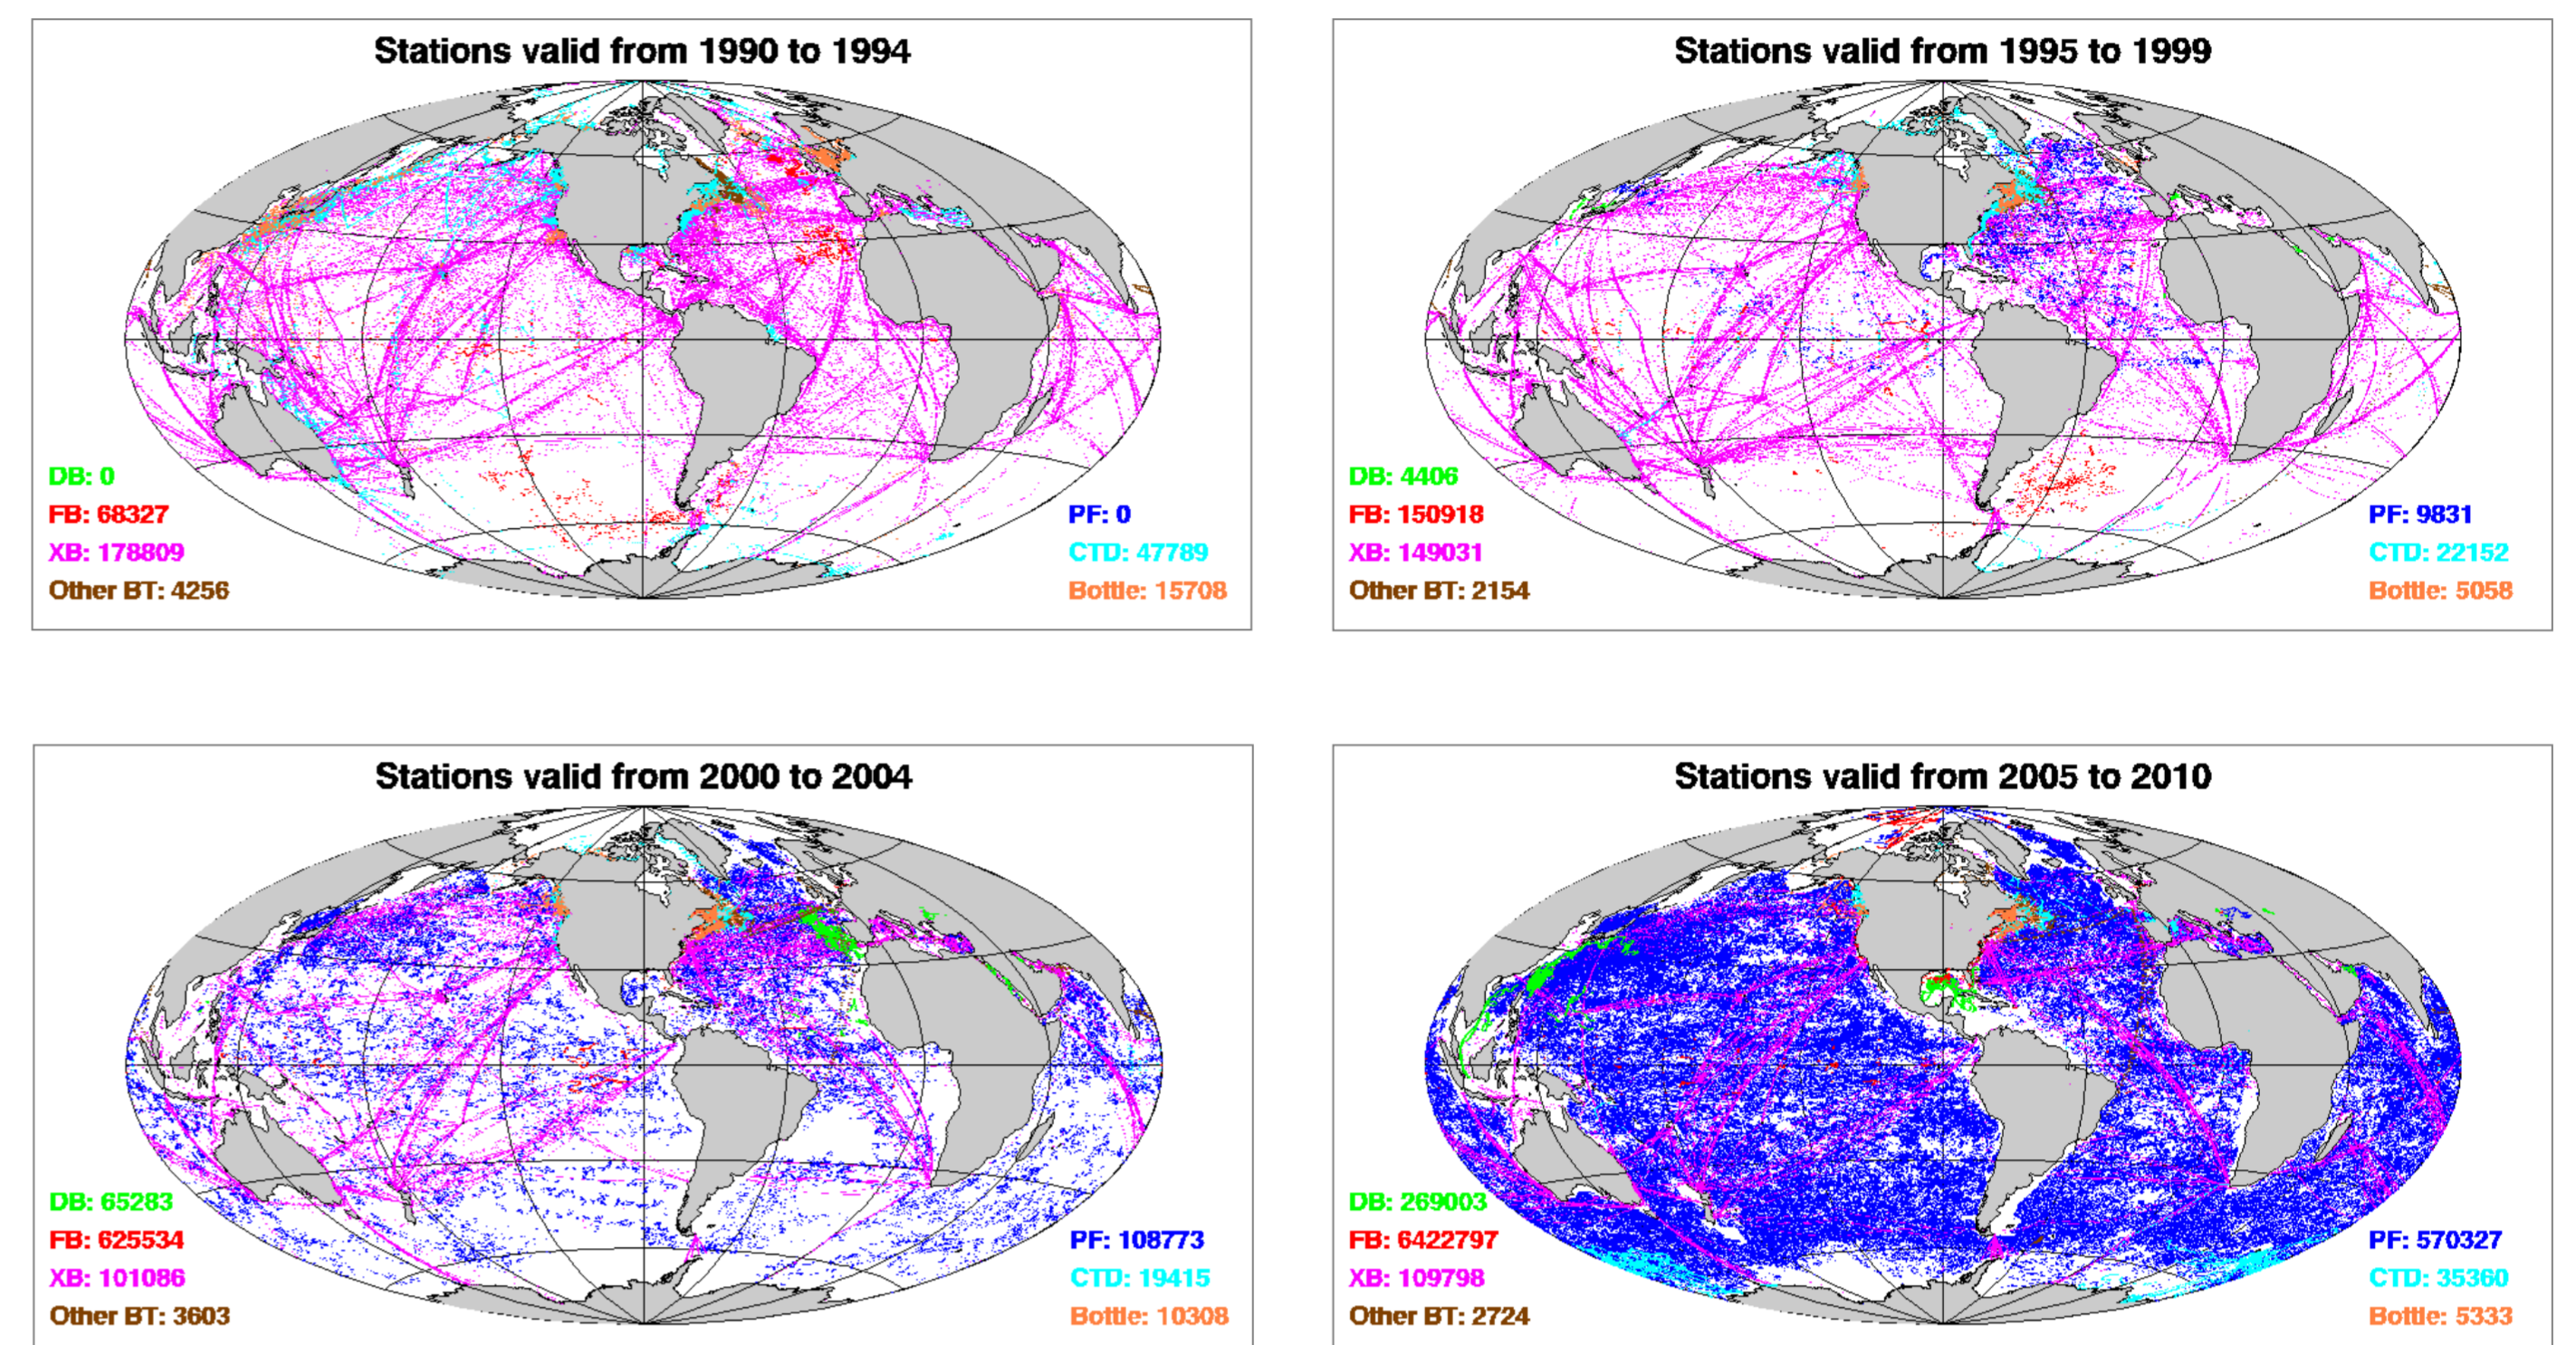 Stations valid from 1990 to 1994
DB: 0
FB: 68327
XB: 178809
Other BT: 4256
PF: 0
CTD: 47789
Bottle: 15708
Stations valid from 1995 to 1999
DB: 4406
FB: 150918
XB: 149031
Other BT: 2154
PF: 9831
CTD: 22152
Bottle: 5058
Stations valid from 2000 to 2004
DB: 65283
FB: 625534
XB: 101086
Other BT: 3603
PF: 108773
CTD: 19415
Bottle: 10308
Stations valid from 2005 to 2010
DB: 269003
FB: 6422797
XB: 109798
Other BT: 2724
PF: 570327
CTD: 35360
Bottle: 5333